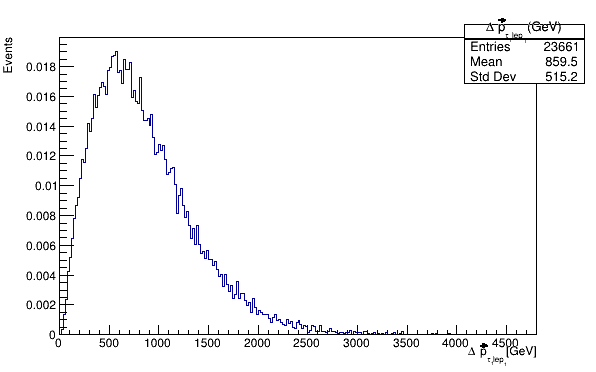 Δ p⃗ τ₁lep₁ (GeV)
Entries 23661
Mean 859.5
Std Dev 515.2
Events
0.018
0.016
0.014
0.012
0.01
0.008
0.006
0.004
0.002
0
0 500 1000 1500 2000 2500 3000 3500 4000 4500
Δ p⃗ τ₁lep₁ [GeV]